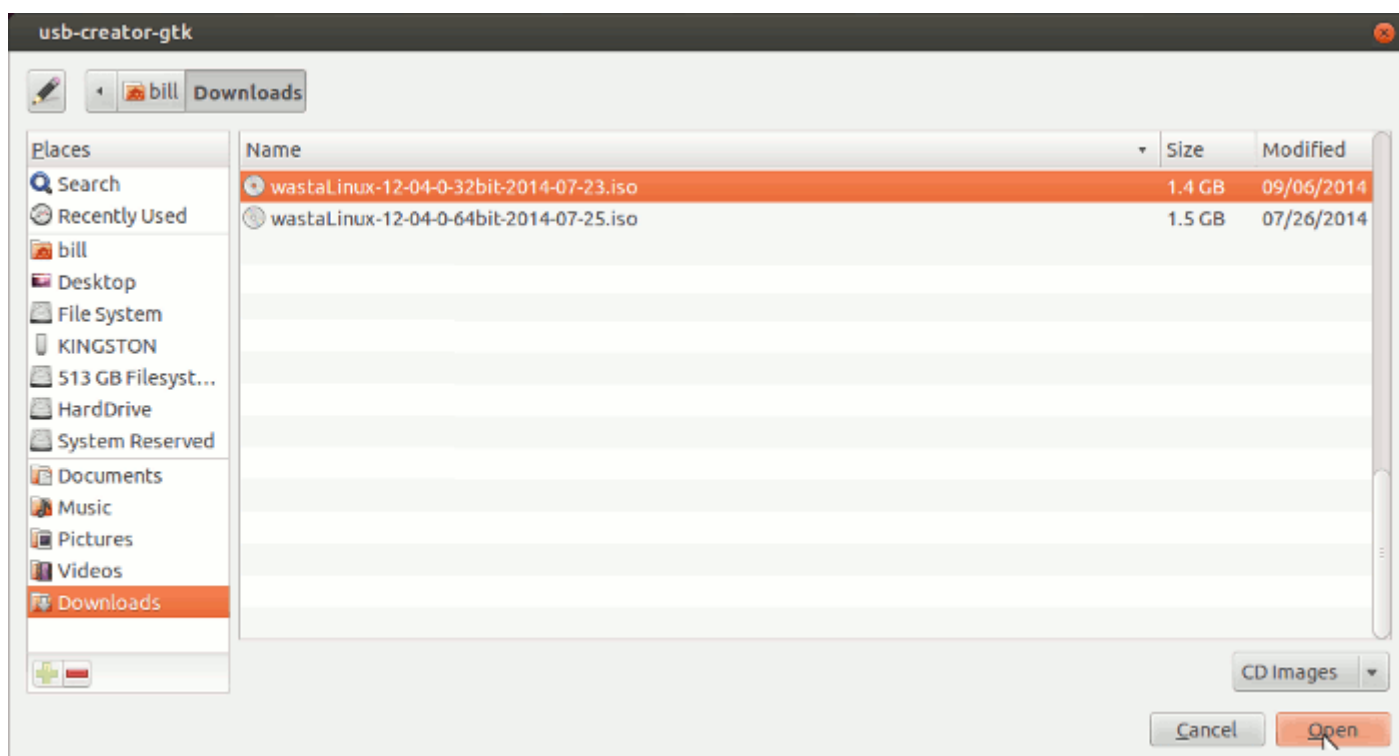 usb-creator-gtk
bill Downloads
Places
Search
Recently Used
bill
Desktop
File System
KINGSTON
513 GB Filesyst...
HardDrive
System Reserved
Documents
Music
Pictures
Videos
Downloads
Name Size Modified
wastaLinux-12-04-0-32bit-2014-07-23.iso 1.4 GB 09/06/2014
wastaLinux-12-04-0-64bit-2014-07-25.iso 1.5 GB 07/26/2014
CD Images
Cancel Open